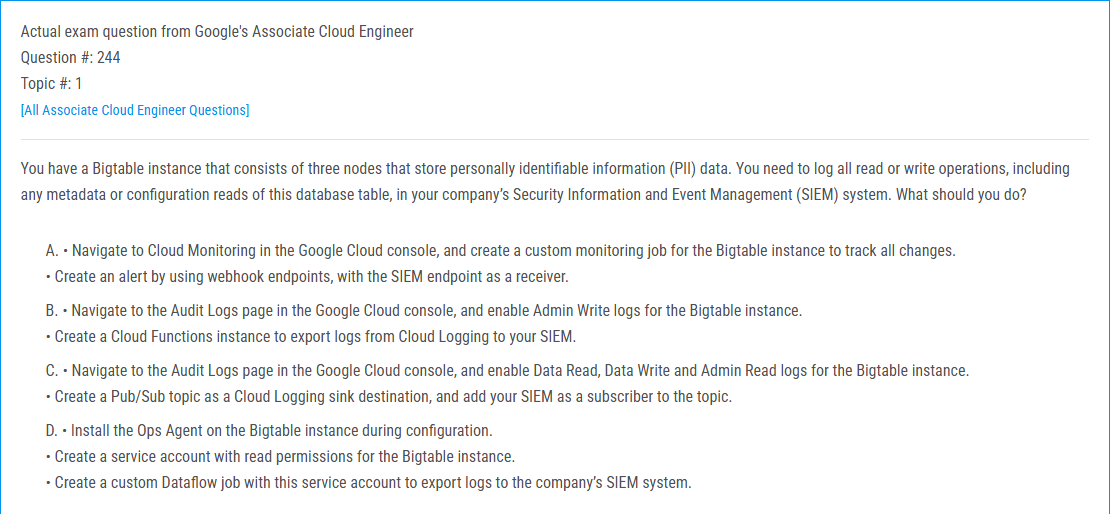 Actual exam question from Google's Associate Cloud Engineer
Question #: 244
Topic #: 1
[All Associate Cloud Engineer Questions]
You have a Bigtable instance that consists of three nodes that store personally identifiable information (PII) data. You need to log all read or write operations, including
any metadata or configuration reads of this database table, in your company’s Security Information and Event Management (SIEM) system. What should you do?
A. • Navigate to Cloud Monitoring in the Google Cloud console, and create a custom monitoring job for the Bigtable instance to track all changes.
• Create an alert by using webhook endpoints, with the SIEM endpoint as a receiver.
B. • Navigate to the Audit Logs page in the Google Cloud console, and enable Admin Write logs for the Bigtable instance.
• Create a Cloud Functions instance to export logs from Cloud Logging to your SIEM.
C. • Navigate to the Audit Logs page in the Google Cloud console, and enable Data Read, Data Write and Admin Read logs for the Bigtable instance.
• Create a Pub/Sub topic as a Cloud Logging sink destination, and add your SIEM as a subscriber to the topic.
D. • Install the Ops Agent on the Bigtable instance during configuration.
• Create a service account with read permissions for the Bigtable instance.
• Create a custom Dataflow job with this service account to export logs to the company’s SIEM system.